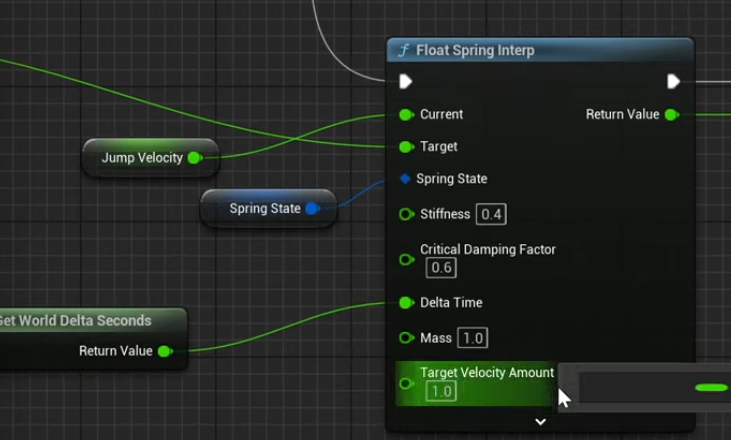 Float Spring Interp
Current
Return Value
Jump Velocity
Target
Spring State
Spring State
Stiffness 0.4
Critical Damping Factor
0.6
Get World Delta Seconds
Delta Time
Return Value
Mass 1.0
Target Velocity Amount
1.0